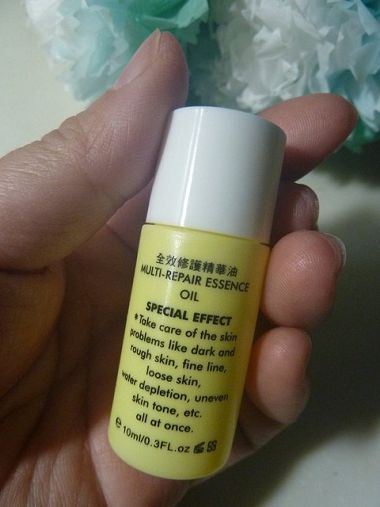 全效修護精華油
MULTI-REPAIR ESSENCE
OIL
SPECIAL EFFECT
*Take care of the skin
problems like dark and
rough skin, fine line,
loose skin,
water depletion, uneven
skin tone, etc.
all at once.
e 10ml/0.3FL.oz